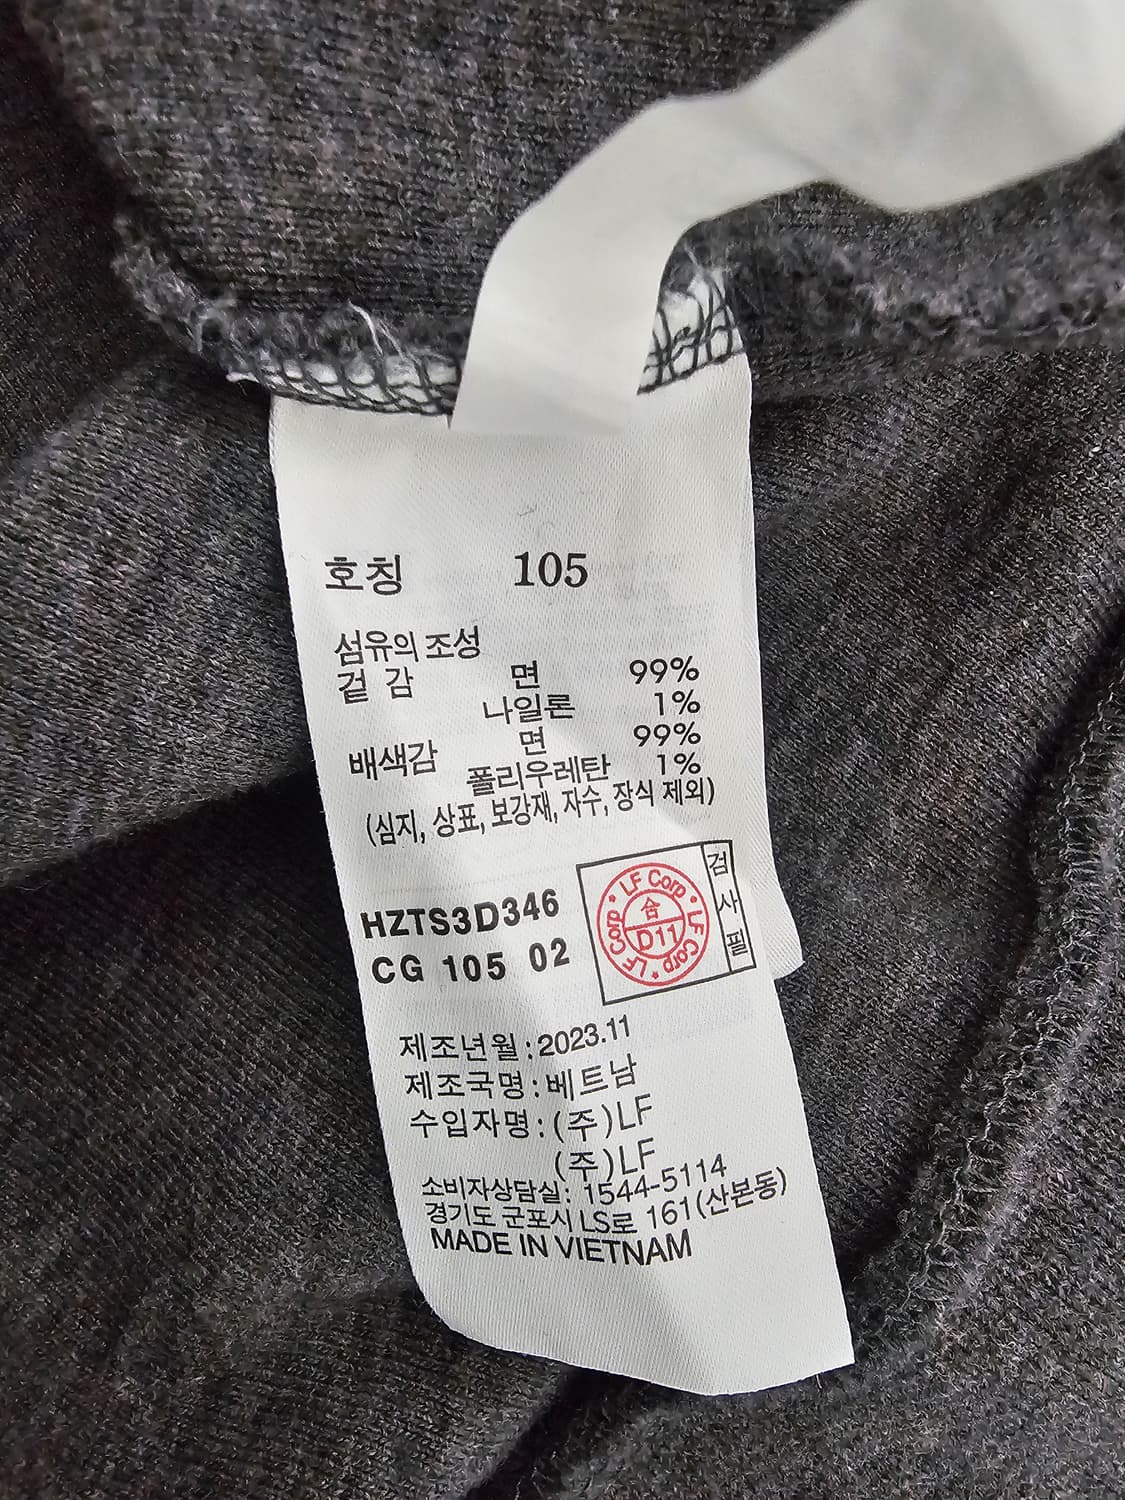 호칭 105
섬유의 조성
겉 감 면 99%
나일론 1%
배색감 면 99%
폴리우레탄 1%
(심지, 상표, 보강재, 자수, 장식 제외)
HZTS3D346
CG 105 02
LF Corp · LF Corp · LF Corp ·
合
D11
검사필
제조년월 : 2023.11
제조국명 : 베트남
수입자명 : (주)LF
(주)LF
소비자상담실: 1544-5114
경기도 군포시 LS로 161(산본동)
MADE IN VIETNAM